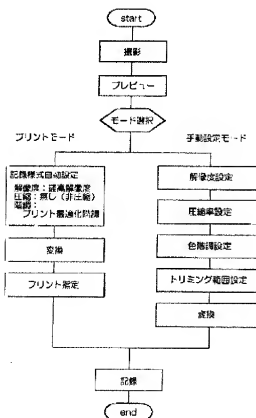 start
撮影
プレビュー
モード選択
プリントモード
手動設定モード
記録様式自動設定
解像度：最高解像度
圧縮：無し（非圧縮）
階調：
プリント最適化階調
変換
プリント指定
解像度設定
圧縮率設定
色階調設定
トリミング範囲設定
変換
記録
end